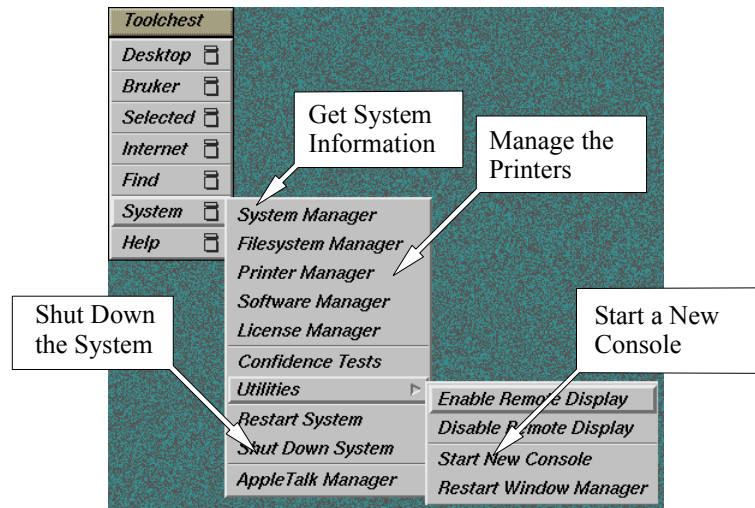 Toolchest
Desktop
Bruker
Selected
Internet
Find
System
Help
Get System
Information
Manage the
Printers
System Manager
Filesystem Manager
Printer Manager
Software Manager
License Manager
Confidence Tests
Utilities
Restart System
Shut Down System
AppleTalk Manager
Shut Down
the System
Start a New
Console
Enable Remote Display
Disable Remote Display
Start New Console
Restart Window Manager